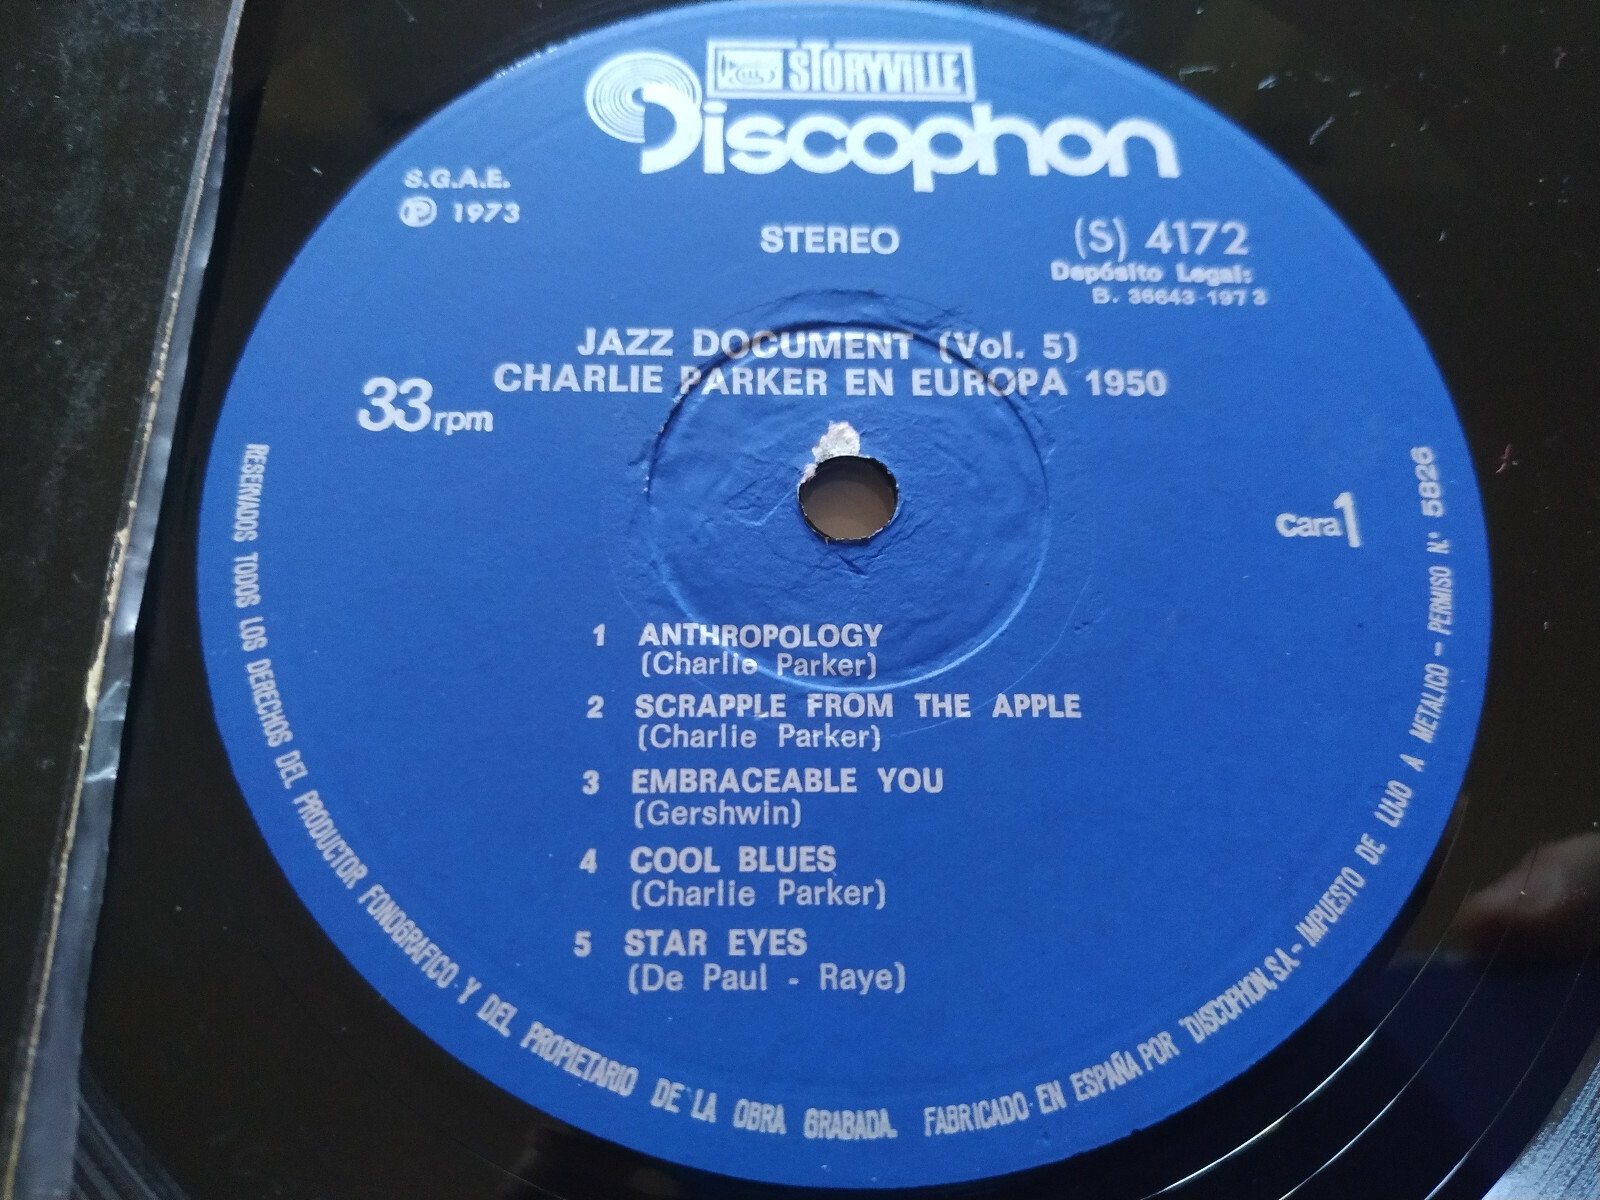 STORYVILLE
Discophon
S.G.A.E.
Ⓟ 1973
STEREO
(S) 4172
Depósito Legal:
B. 36643-1973
JAZZ DOCUMENT (Vol. 5)
CHARLIE PARKER EN EUROPA 1950
33 rpm
Cara 1
1 ANTHROPOLOGY
(Charlie Parker)
2 SCRAPPLE FROM THE APPLE
(Charlie Parker)
3 EMBRACEABLE YOU
(Gershwin)
4 COOL BLUES
(Charlie Parker)
5 STAR EYES
(De Paul - Raye)
RESERVADOS TODOS LOS DERECHOS DEL PRODUCTOR FONOGRAFICO Y DEL PROPIETARIO DE LA OBRA GRABADA. FABRICADO EN ESPAÑA POR DISCOPHON, S.A. - IMPUESTO DE LUJO A METALICO - PERMISO N.º 5826